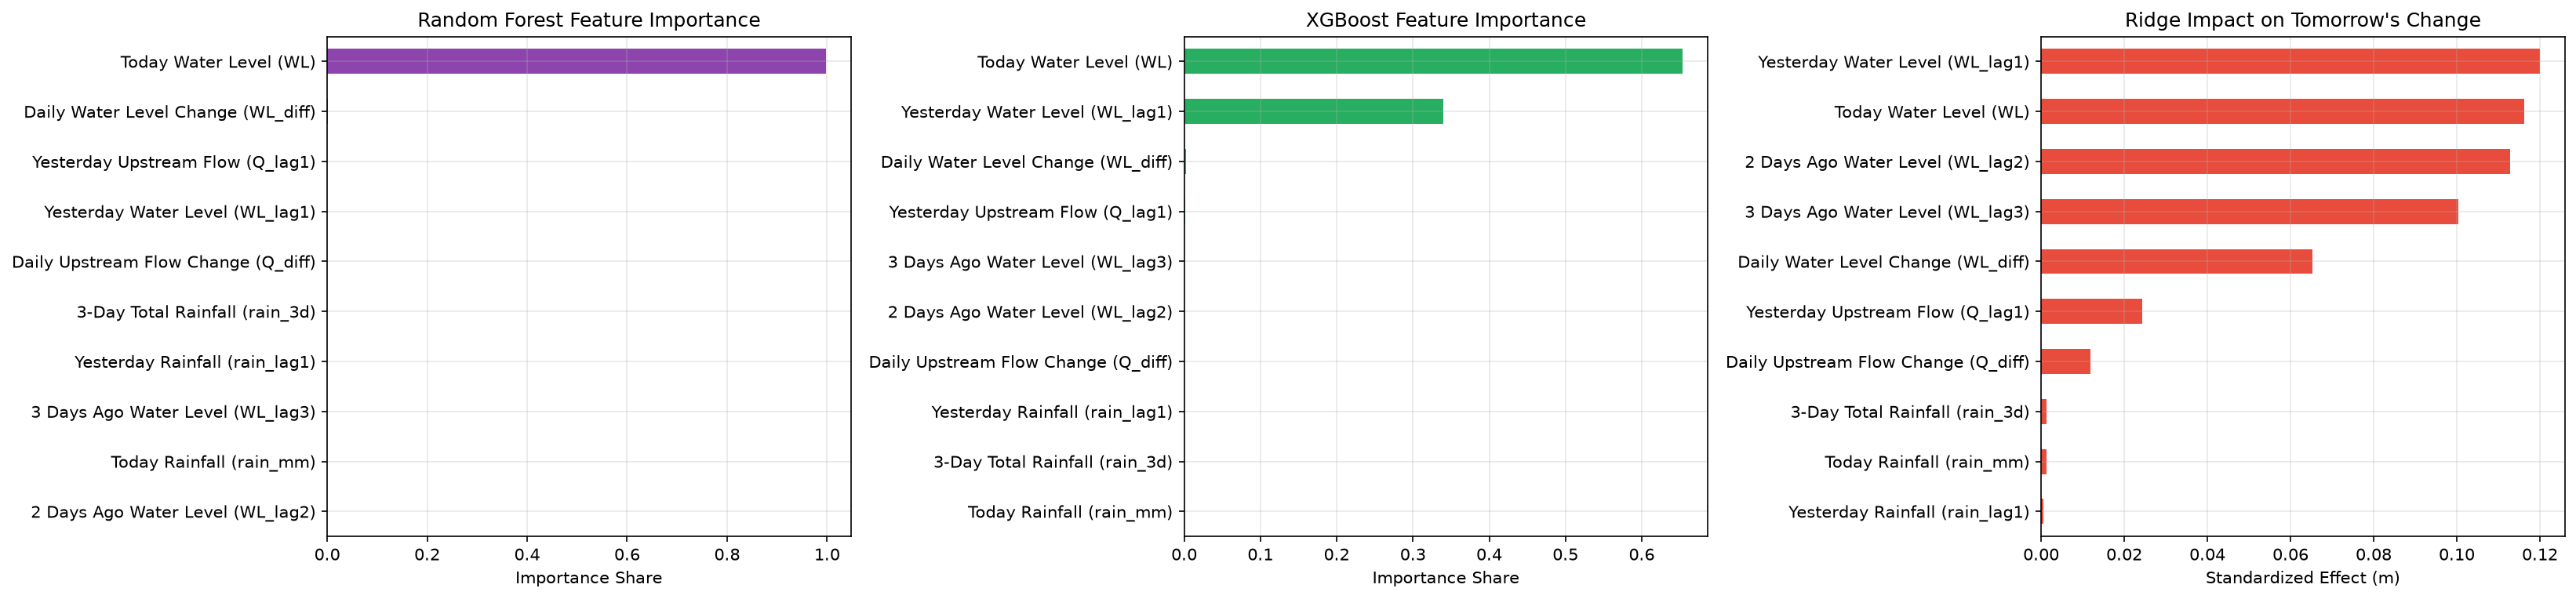 Random Forest Feature Importance
Today Water Level (WL)
Daily Water Level Change (WL_diff)
Yesterday Upstream Flow (Q_lag1)
Yesterday Water Level (WL_lag1)
Daily Upstream Flow Change (Q_diff)
3-Day Total Rainfall (rain_3d)
Yesterday Rainfall (rain_lag1)
3 Days Ago Water Level (WL_lag3)
Today Rainfall (rain_mm)
2 Days Ago Water Level (WL_lag2)
0.0 0.2 0.4 0.6 0.8 1.0
Importance Share
XGBoost Feature Importance
Today Water Level (WL)
Yesterday Water Level (WL_lag1)
Daily Water Level Change (WL_diff)
Yesterday Upstream Flow (Q_lag1)
3 Days Ago Water Level (WL_lag3)
2 Days Ago Water Level (WL_lag2)
Daily Upstream Flow Change (Q_diff)
Yesterday Rainfall (rain_lag1)
3-Day Total Rainfall (rain_3d)
Today Rainfall (rain_mm)
0.0 0.1 0.2 0.3 0.4 0.5 0.6
Importance Share
Ridge Impact on Tomorrow's Change
Yesterday Water Level (WL_lag1)
Today Water Level (WL)
2 Days Ago Water Level (WL_lag2)
3 Days Ago Water Level (WL_lag3)
Daily Water Level Change (WL_diff)
Yesterday Upstream Flow (Q_lag1)
Daily Upstream Flow Change (Q_diff)
3-Day Total Rainfall (rain_3d)
Today Rainfall (rain_mm)
Yesterday Rainfall (rain_lag1)
0.00 0.02 0.04 0.06 0.08 0.10 0.12
Standardized Effect (m)